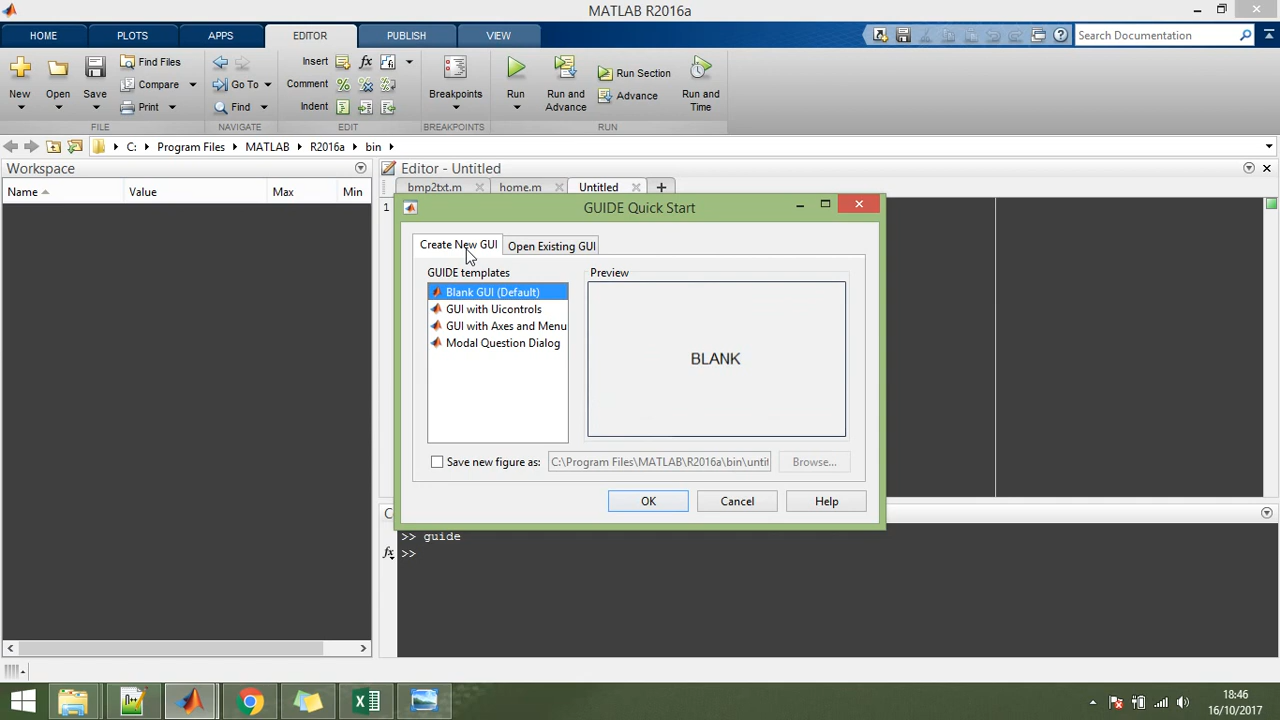 MATLAB R2016a
HOME PLOTS APPS EDITOR PUBLISH VIEW
Search Documentation
New Open Save Find Files Compare Print
FILE
Go To Find
NAVIGATE
Insert fx
Comment
Indent
EDIT
Breakpoints
BREAKPOINTS
Run Run and Advance Run Section Advance Run and Time
RUN
C: Program Files MATLAB R2016a bin
Workspace
Name Value Max Min
Editor - Untitled
bmp2txt.m home.m Untitled
1
GUIDE Quick Start
Create New GUI Open Existing GUI
GUIDE templates
Blank GUI (Default)
GUI with Uicontrols
GUI with Axes and Menu
Modal Question Dialog
Preview
BLANK
Save new figure as: C:\Program Files\MATLAB\R2016a\bin\untit Browse...
OK Cancel Help
C
>> guide
fx >>
18:46
16/10/2017